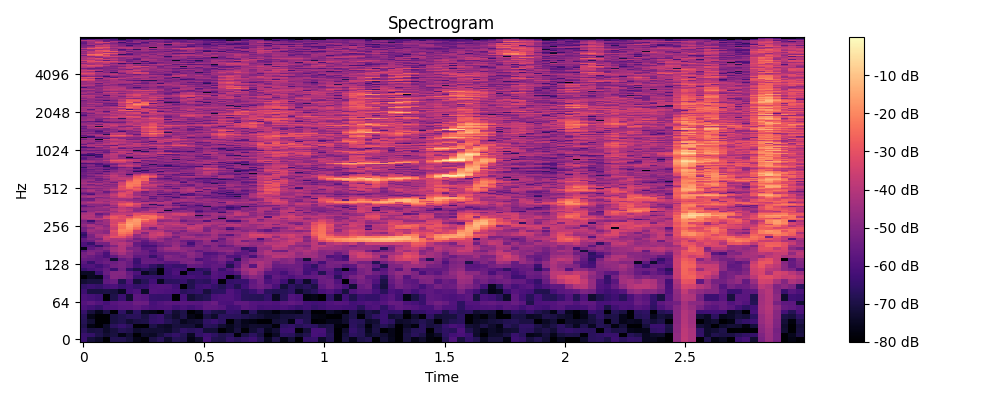 Spectrogram
Hz
4096
2048
1024
512
256
128
64
0
0
0.5
1
1.5
2
2.5
Time
-10 dB
-20 dB
-30 dB
-40 dB
-50 dB
-60 dB
-70 dB
-80 dB